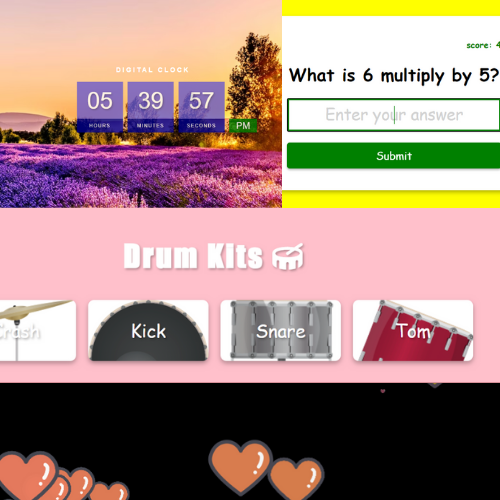 DIGITAL CLOCK
05 39 57
HOURS MINUTES SECONDS PM
score: 4
What is 6 multiply by 5?
Enter your answer
Submit
Drum Kits
Crash Kick Snare Tom